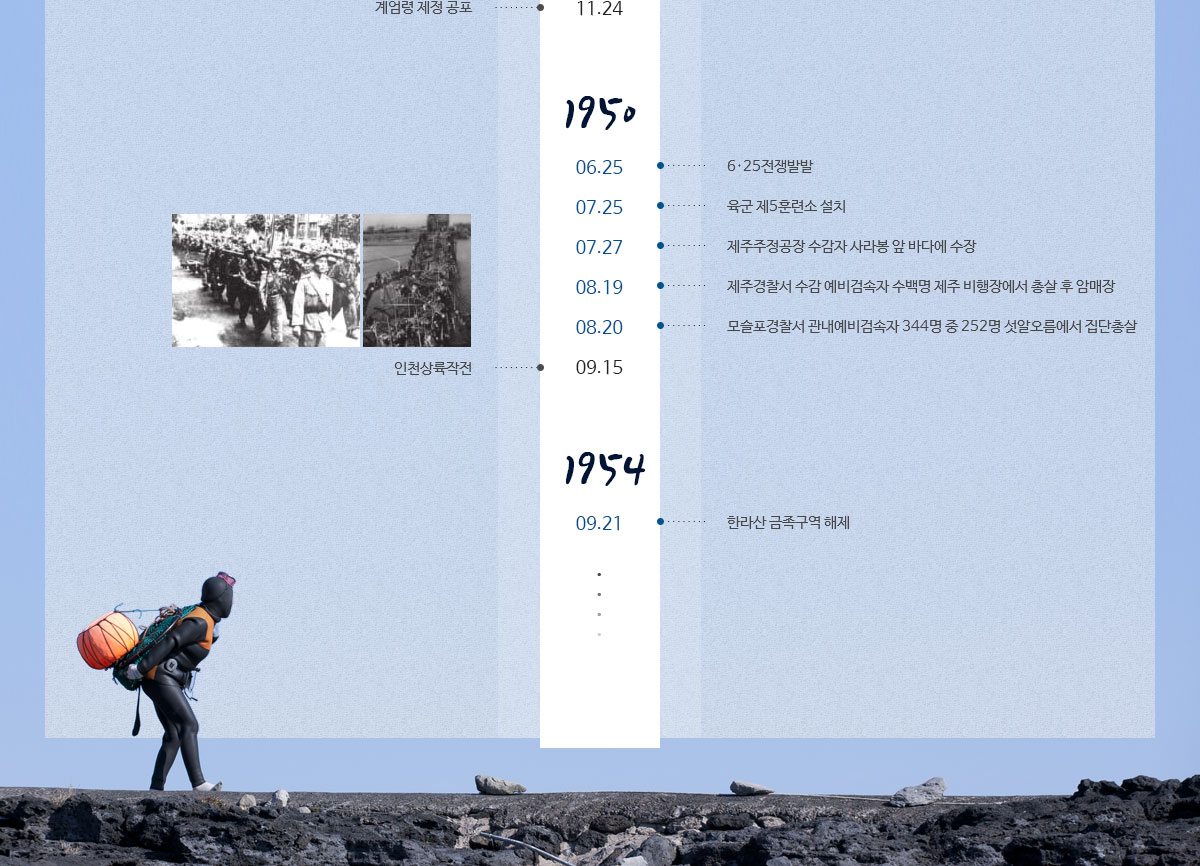 계엄령 제정 공포 11.24
1950
06.25 6·25전쟁발발
07.25 육군 제5훈련소 설치
07.27 제주주정공장 수감자 사라봉 앞 바다에 수장
08.19 제주경찰서 수감 예비검속자 수백명 제주 비행장에서 총살 후 암매장
08.20 모슬포경찰서 관내예비검속자 344명 중 252명 섯알오름에서 집단총살
인천상륙작전 09.15
1954
09.21 한라산 금족구역 해제